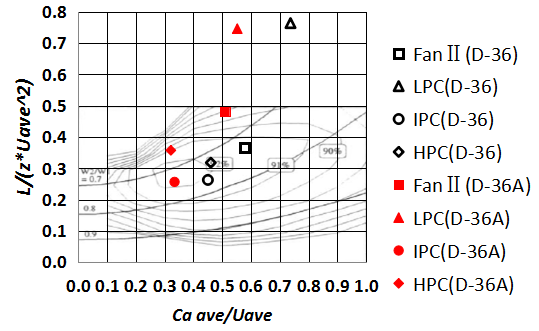 0.8
0.7
0.6
0.5
0.4
0.3
0.2
0.1
0.0
L/(z*Uave^2)
0.0 0.1 0.2 0.3 0.4 0.5 0.6 0.7 0.8 0.9 1.0
Ca ave/Uave
= 0.7
0.8
0.9
92%
91%
90%
Fan II (D-36)
LPC(D-36)
IPC(D-36)
HPC(D-36)
Fan II (D-36A)
LPC(D-36A)
IPC(D-36A)
HPC(D-36A)